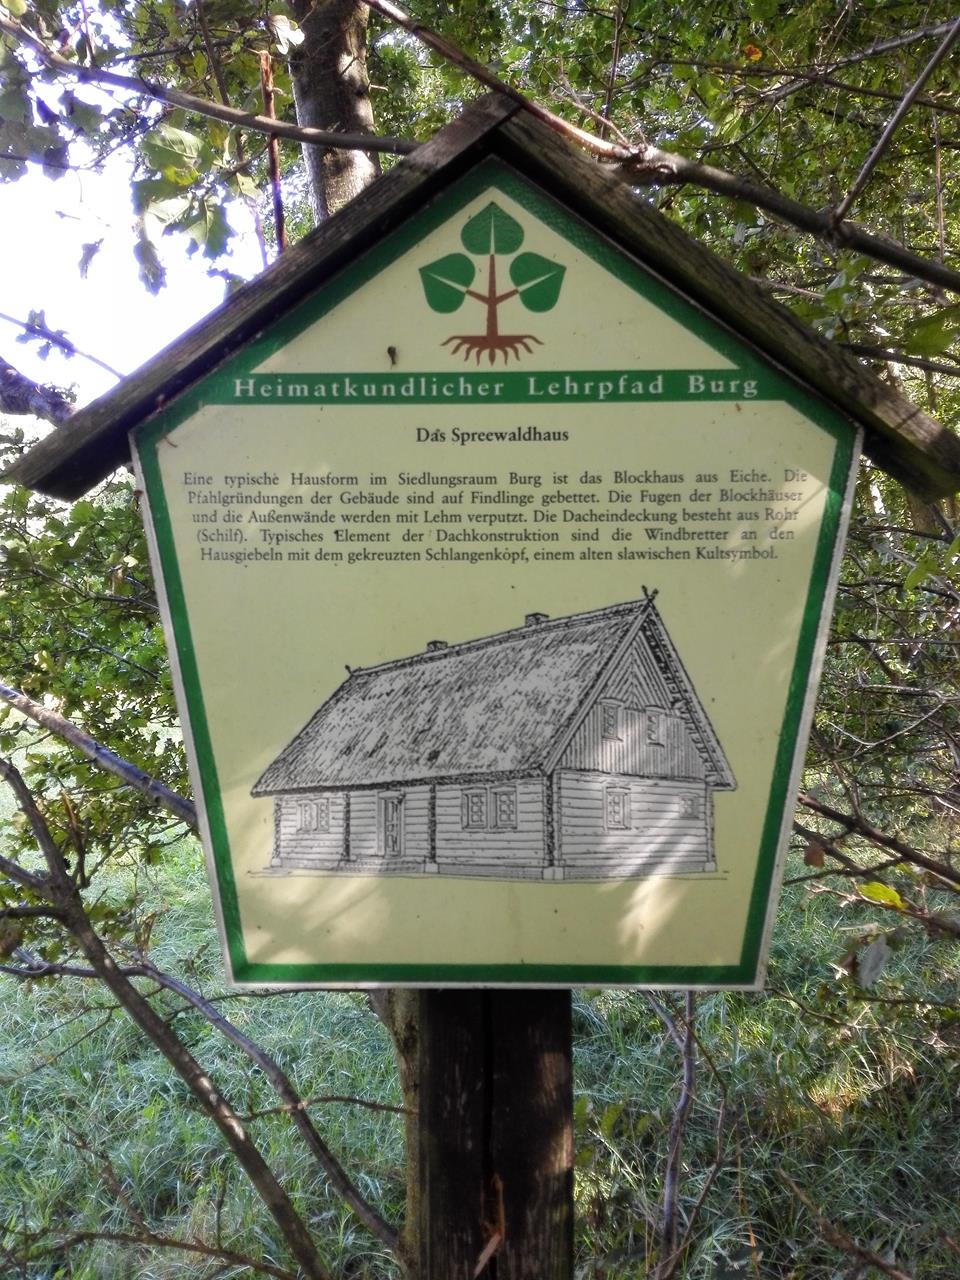 Heimatkundlicher Lehrpfad Burg
Das Spreewaldhaus
Eine typische Hausform im Siedlungsraum Burg ist das Blockhaus aus Eiche. Die
Pfahlgründungen der Gebäude sind auf Findlinge gebettet. Die Fugen der Blockhäuser
und die Außenwände werden mit Lehm verputzt. Die Dacheindeckung besteht aus Rohr
(Schilf). Typisches Element der Dachkonstruktion sind die Windbretter an den
Hausgiebeln mit dem gekreuzten Schlangenkopf, einem alten slawischen Kultsymbol.